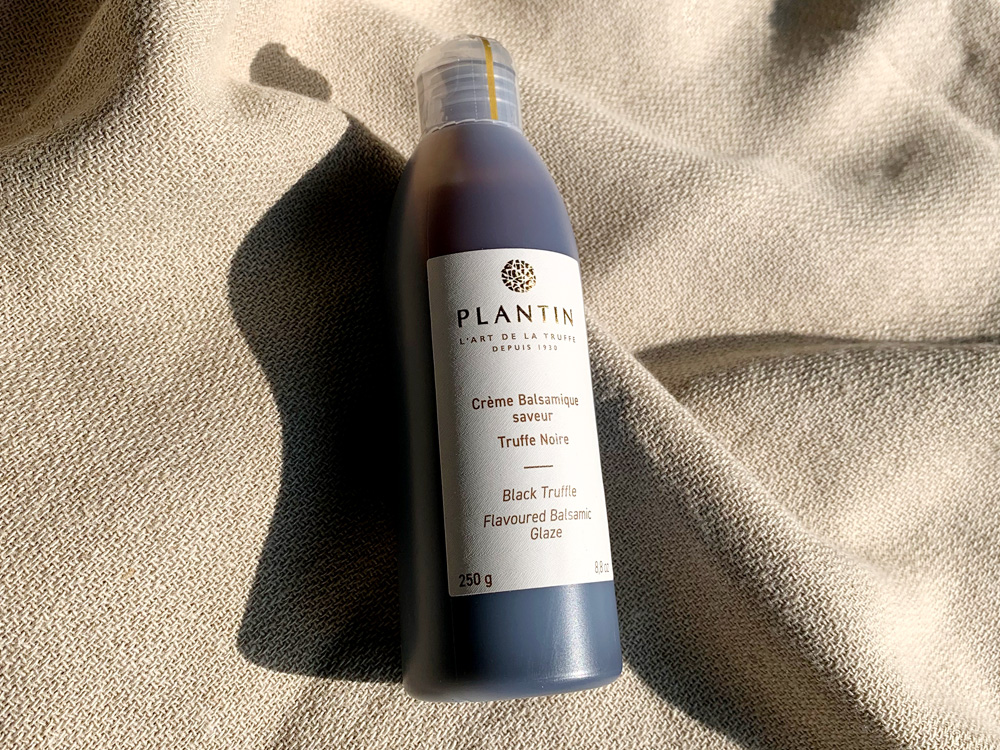 PLANTIN
L'ART DE LA TRUFFE
DEPUIS 1930
Crème Balsamique
saveur
Truffe Noire
Black Truffle
Flavoured Balsamic
Glaze
250 g
8,8 oz